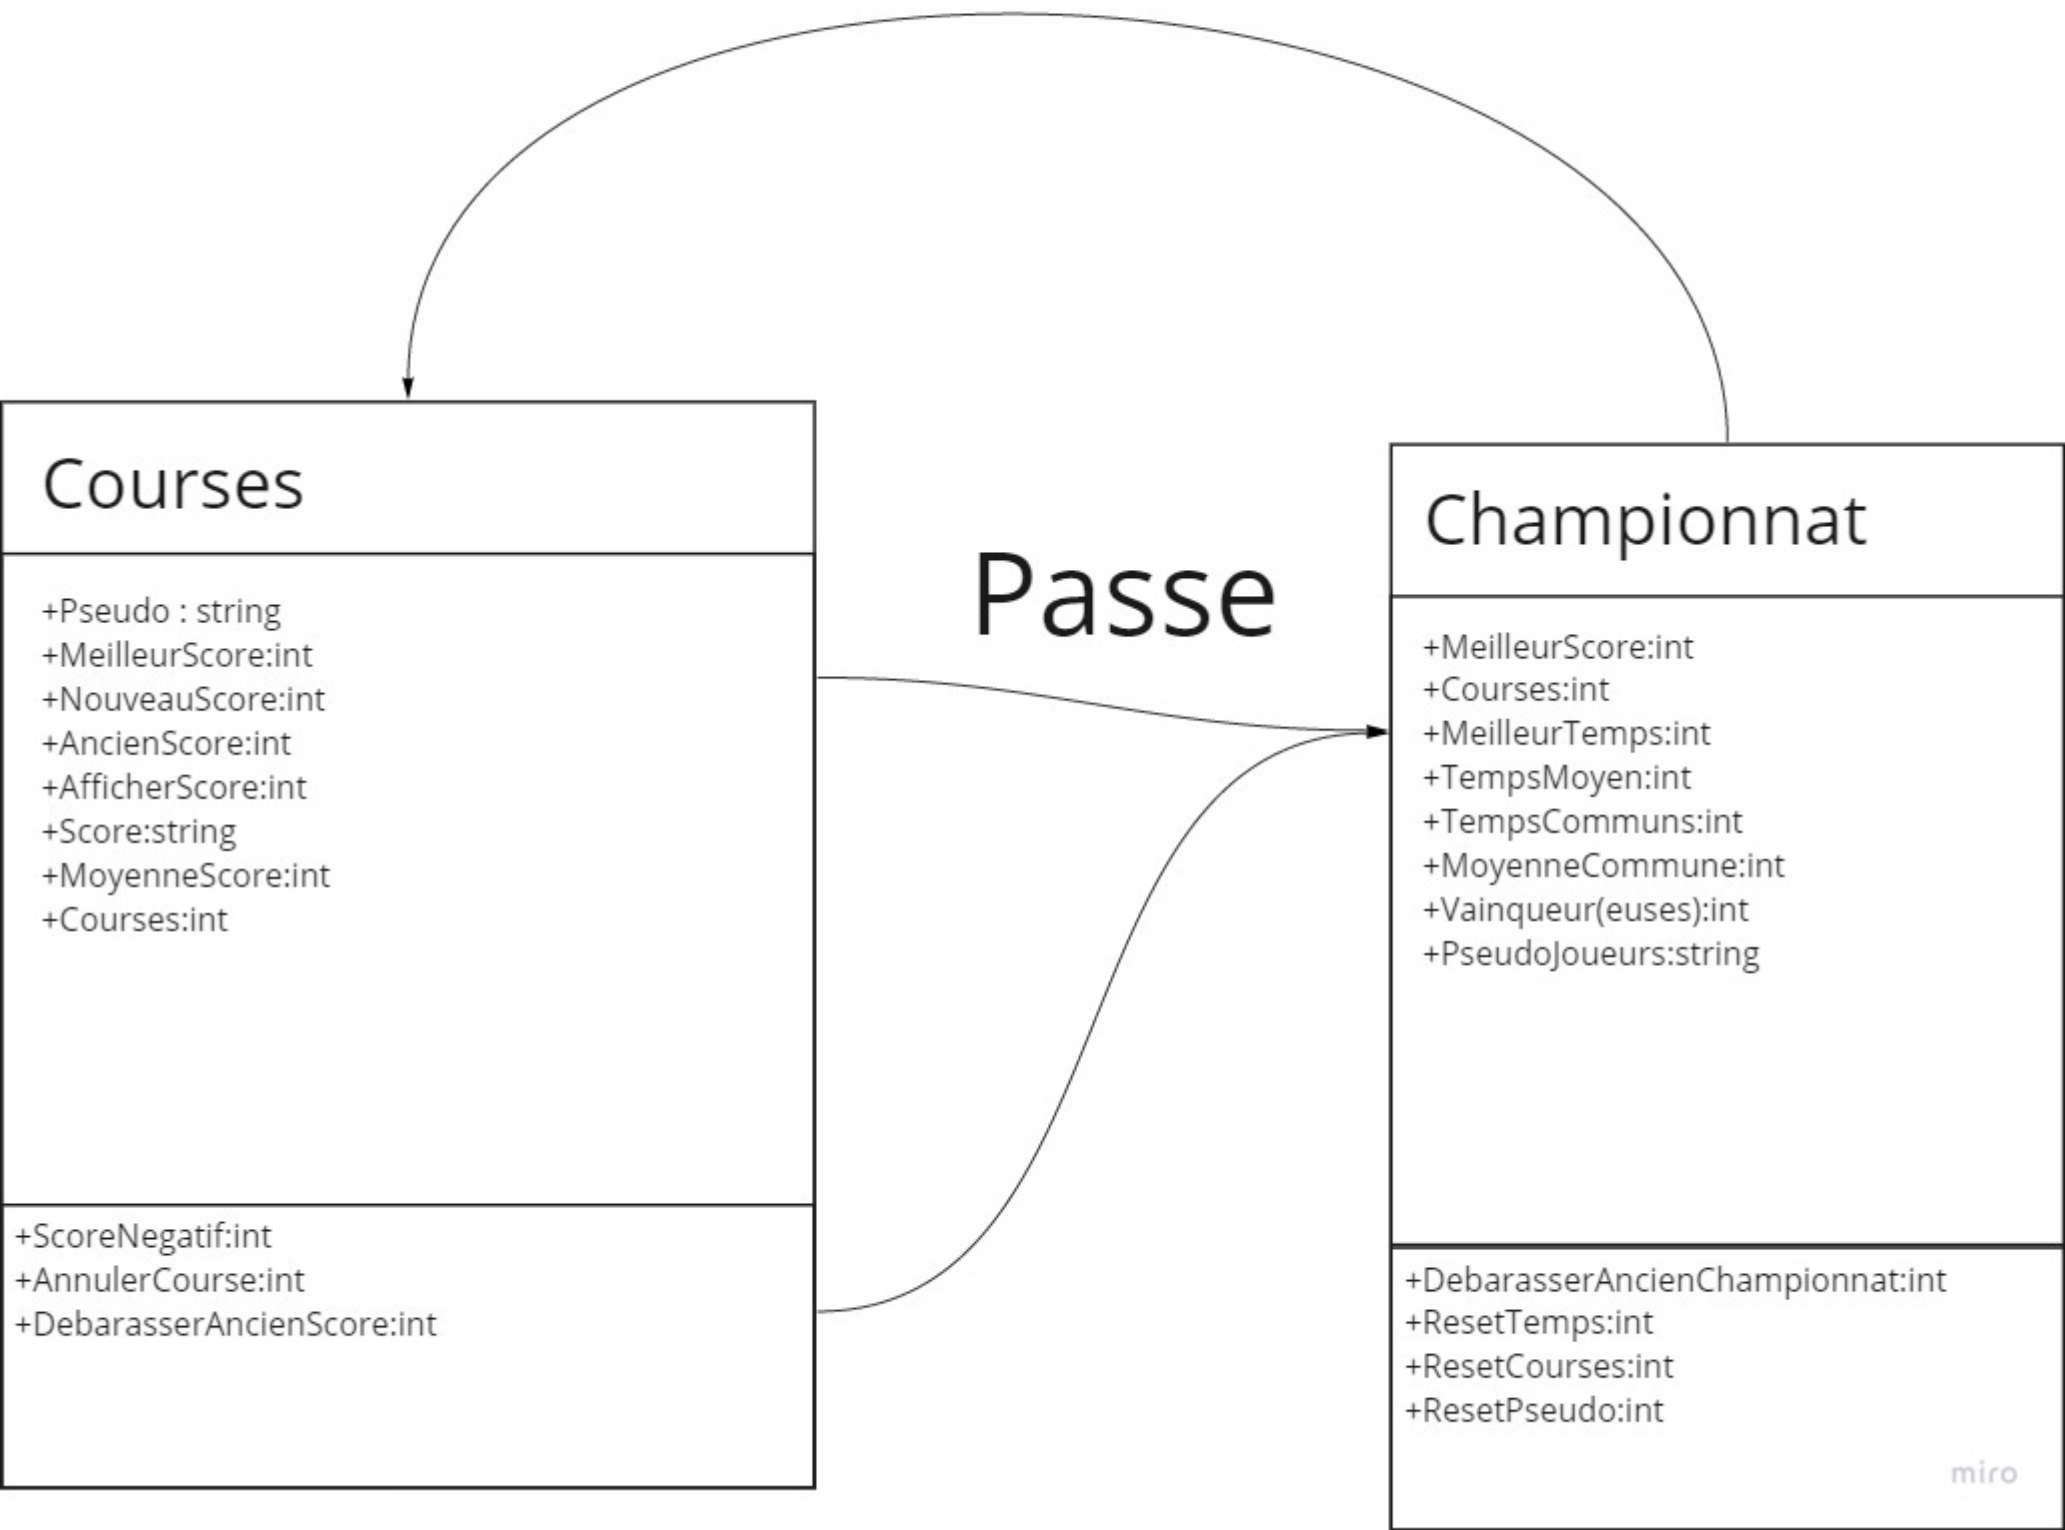 Courses
+Pseudo : string
+MeilleurScore:int
+NouveauScore:int
+AncienScore:int
+AfficherScore:int
+Score:string
+MoyenneScore:int
+Courses:int
+ScoreNegatif:int
+AnnulerCourse:int
+DebarasserAncienScore:int
Passe
Championnat
+MeilleurScore:int
+Courses:int
+MeilleurTemps:int
+TempsMoyen:int
+TempsCommuns:int
+MoyenneCommune:int
+Vainqueur(euses):int
+PseudoJoueurs:string
+DebarasserAncienChampionnat:int
+ResetTemps:int
+ResetCourses:int
+ResetPseudo:int
miro